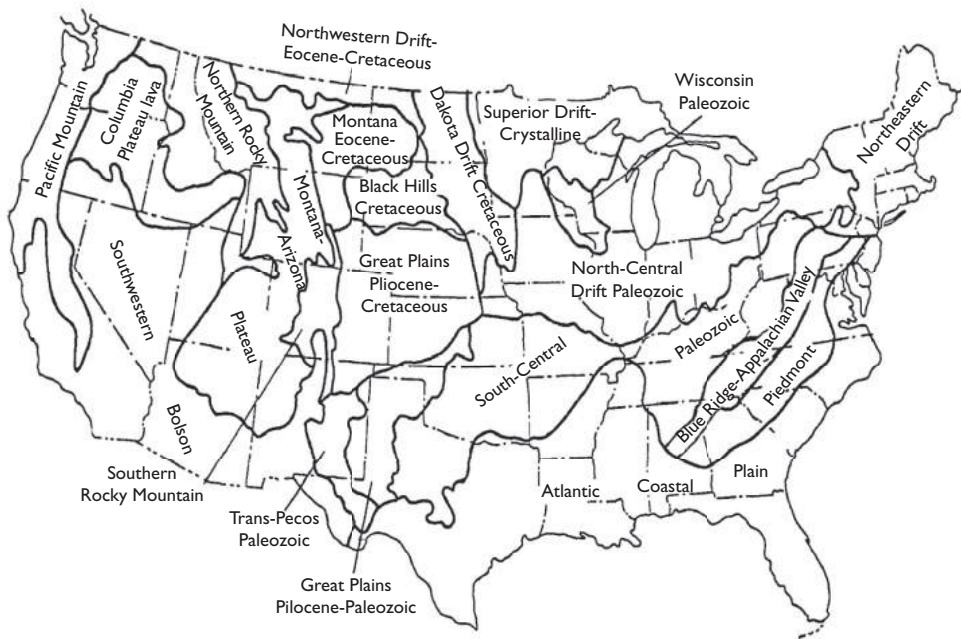 Northwestern Drift-
Eocene-Cretaceous
Wisconsin
Paleozoic
Pacific Mountain
Columbia
Plateau lava
Northern Rocky
Mountain
Montana
Eocene-
Cretaceous
Dakota Drift Cretaceous
Superior Drift-
Crystalline
Northeastern
Drift
Black Hills
Cretaceous
Montana-
Arizona
Southwestern
Plateau
Great Plains
Pliocene-
Cretaceous
North-Central
Drift Paleozoic
South-Central
Paleozoic
Blue Ridge-Appalachian Valley
Piedmont
Bolson
Southern
Rocky Mountain
Trans-Pecos
Paleozoic
Great Plains
Pilocene-Paleozoic
Atlantic
Coastal
Plain